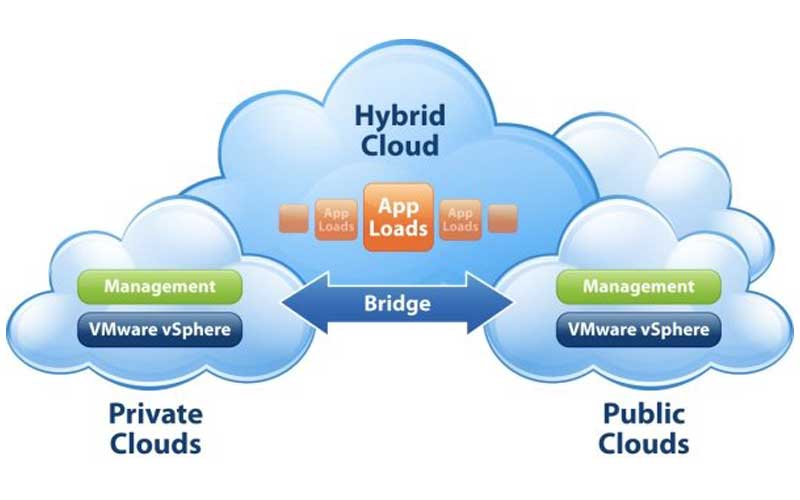 Hybrid
Cloud
App
Loads
App
Loads
App
Loads
Management
VMware vSphere
Bridge
Management
VMware vSphere
Private
Clouds
Public
Clouds